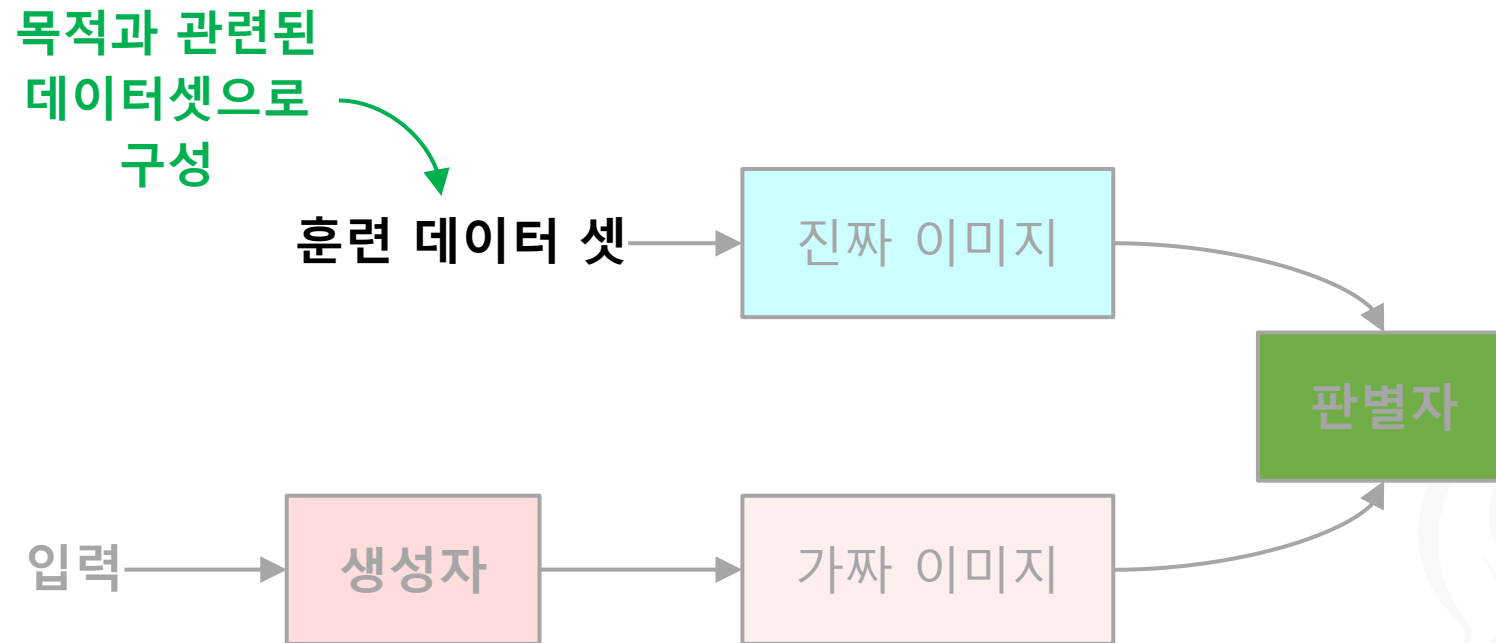 목적과 관련된
데이터셋으로
구성
훈련 데이터 셋
진짜 이미지
판별자
입력
생성자
가짜 이미지